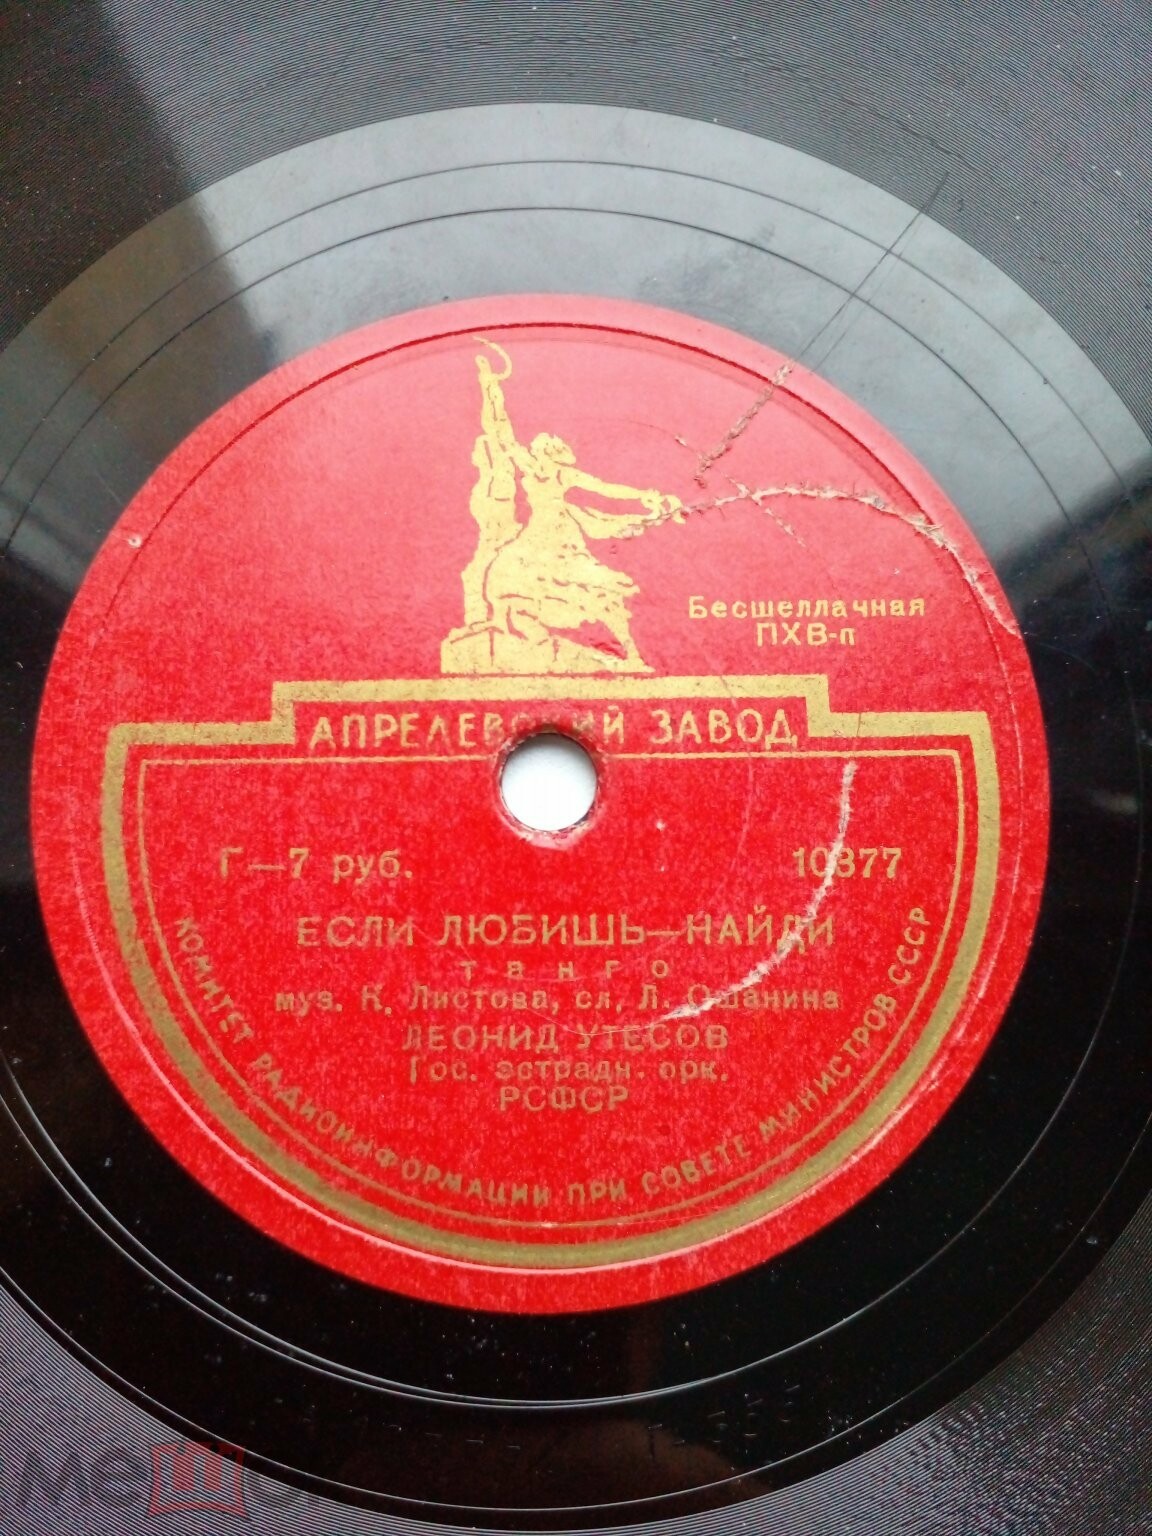 Бесшеллачная
ПХВ-п
АПРЕЛЕВСКИЙ ЗАВОД
Г—7 руб. 10377
ЕСЛИ ЛЮБИШЬ—НАЙДИ
танго
муз. К. Листова, сл. Л. Ошанина
ЛЕОНИД УТЕСОВ
Гос. эстрадн. орк.
РСФСР
КОМИТЕТ РАДИОИНФОРМАЦИИ ПРИ СОВЕТЕ МИНИСТРОВ СССР